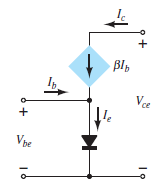 I_c
+
βI_b
I_b
+
I_e
V_ce
V_be
–
–